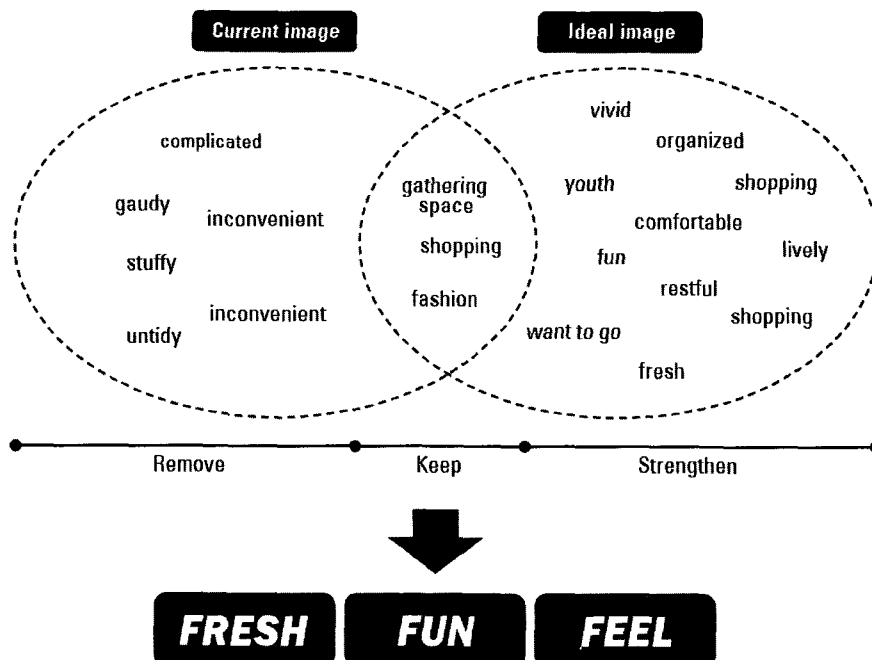 Current image
Ideal image
complicated
gaudy
inconvenient
stuffy
inconvenient
untidy
gathering
space
shopping
fashion
vivid
organized
youth
shopping
comfortable
fun
lively
restful
shopping
want to go
fresh
Remove
Keep
Strengthen
FRESH
FUN
FEEL